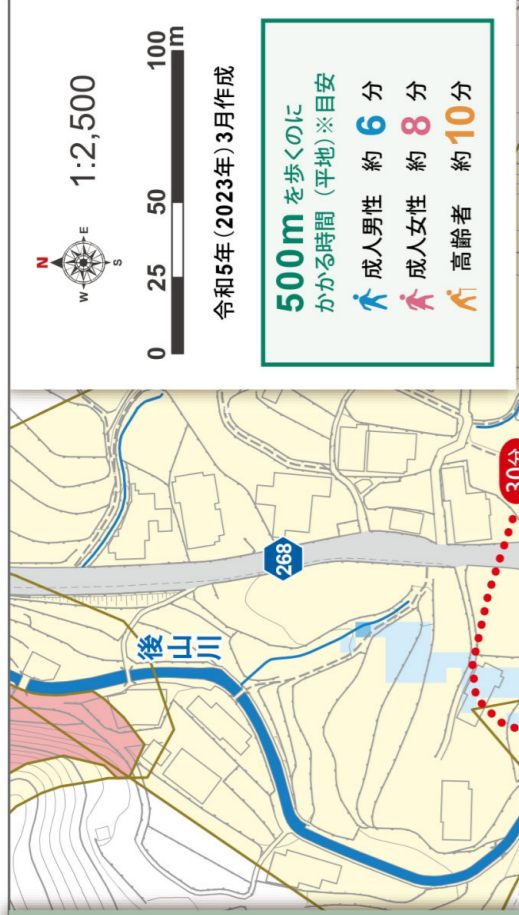 N
W
E
S
1:2,500
0
25
50
100
m
令和5年(2023年)3月作成
500m を歩くのに
かかる時間（平地）※目安
成人男性 約 6 分
成人女性 約 8 分
高齢者 約 10 分
後山川
268
30分